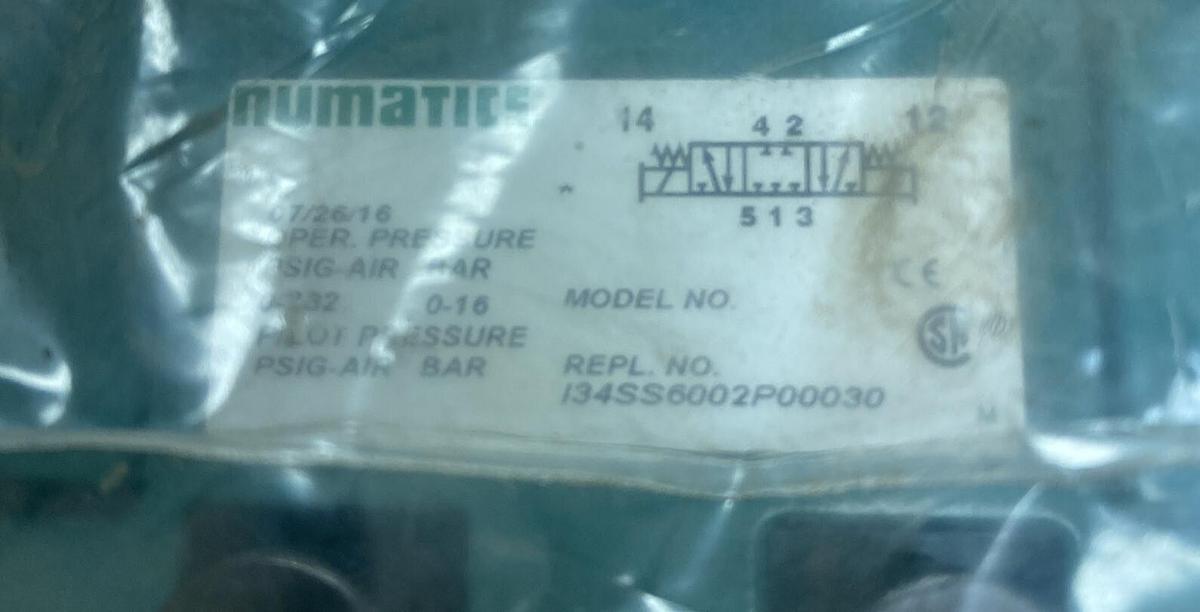 numatics
14 4 2 12
5 1 3
07/26/16
OPER. PRESSURE
PSIG-AIR BAR
0-232 0-16
PILOT PRESSURE
PSIG-AIR BAR
MODEL NO.
REPL. NO.
I34SS6002P00030
CE
M